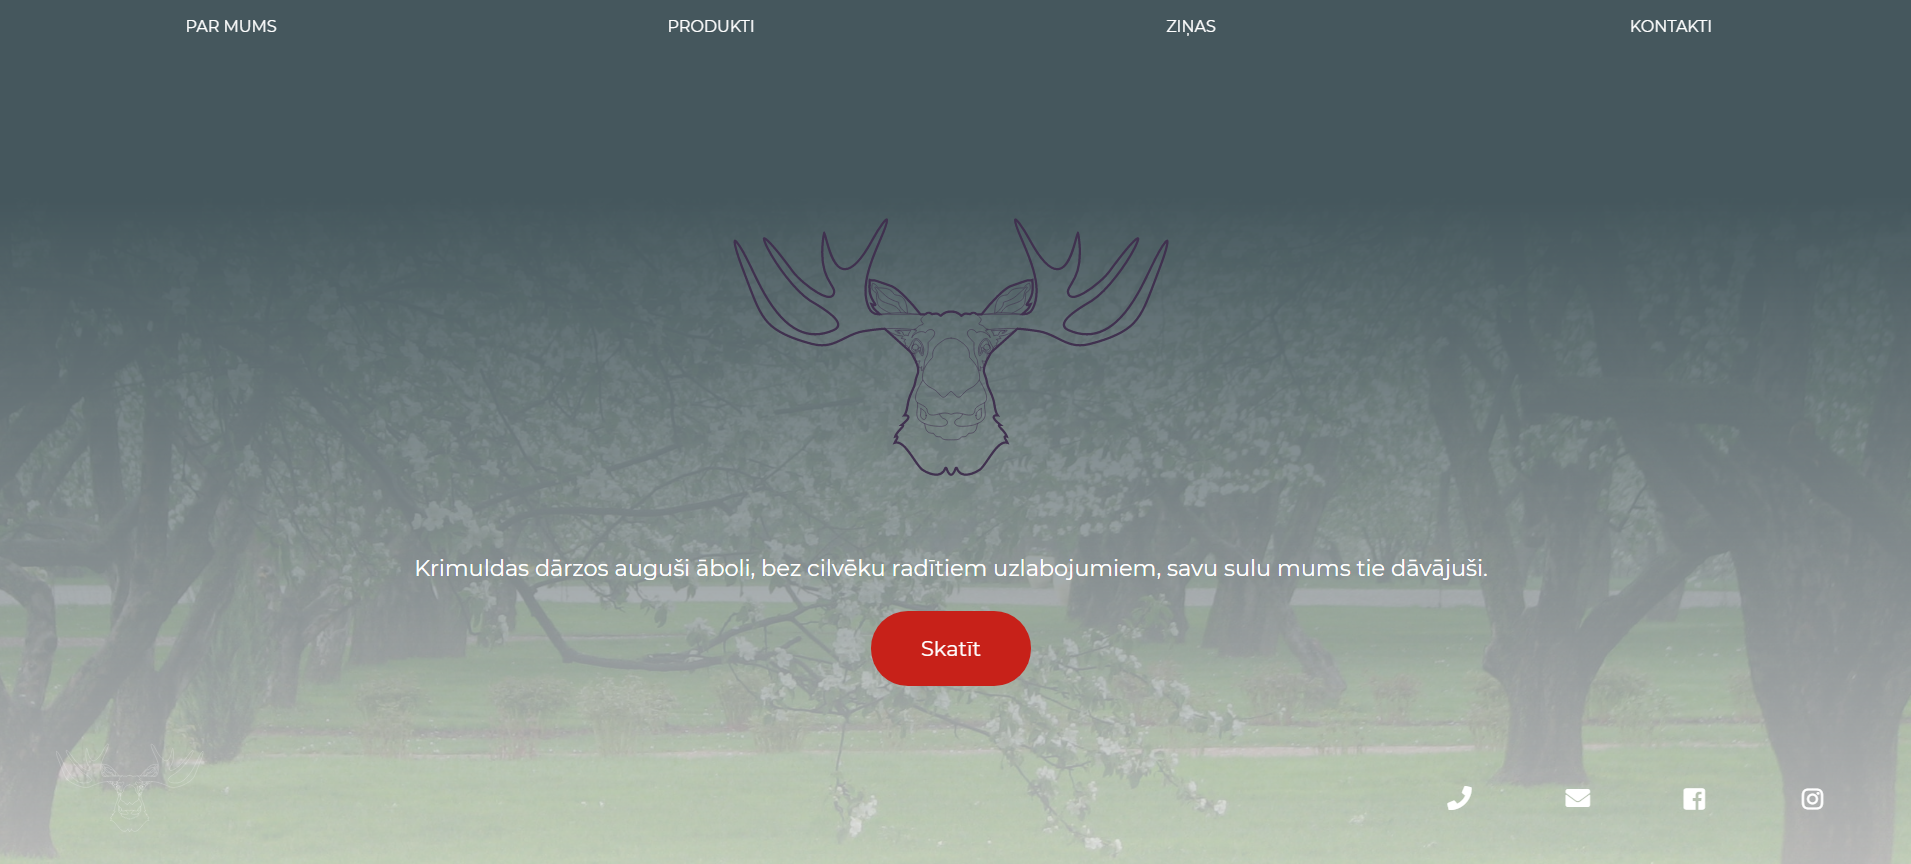 PAR MUMS
PRODUKTI
ZIŅAS
KONTAKTI
Krimuldas dārzos auguši āboli, bez cilvēku radītiem uzlabojumiem, savu sulu mums tie dāvājuši.
Skatīt